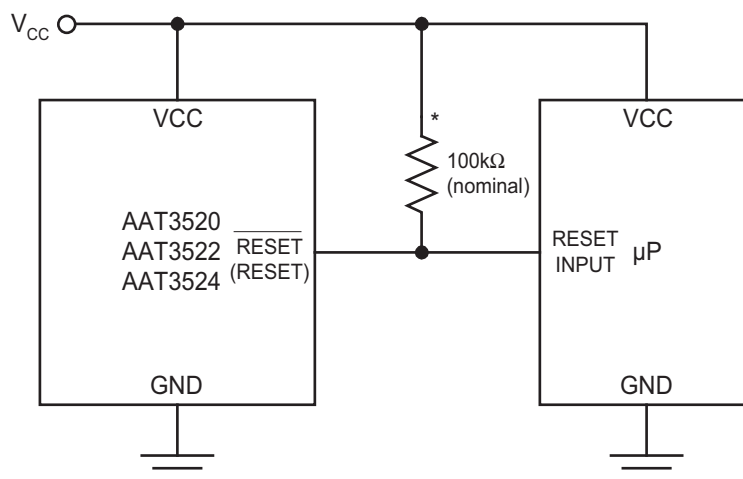 VCC
VCC
AAT3520
AAT3522
AAT3524
RESET
(RESET)
GND
*
100kΩ
(nominal)
VCC
RESET
INPUT
µP
GND